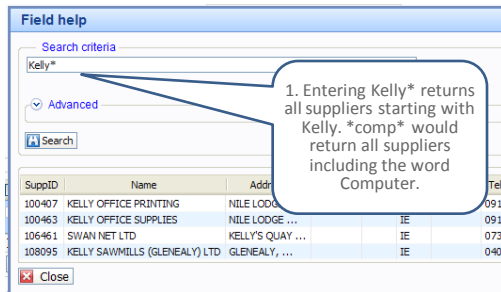 Field help
Search criteria
Kelly*
Advanced
Search
1. Entering Kelly* returns
all suppliers starting with
Kelly. *comp* would
return all suppliers
including the word
Computer.
SuppID Name Addr Tel
100407 KELLY OFFICE PRINTING NILE LODGE 091
100463 KELLY OFFICE SUPPLIES NILE LODGE ... IE 091
106461 SWAN NET LTD KELLY'S QUAY ... IE 073
108095 KELLY SAWMILLS (GLENEALY) LTD GLENEALY, ... IE 040
Close